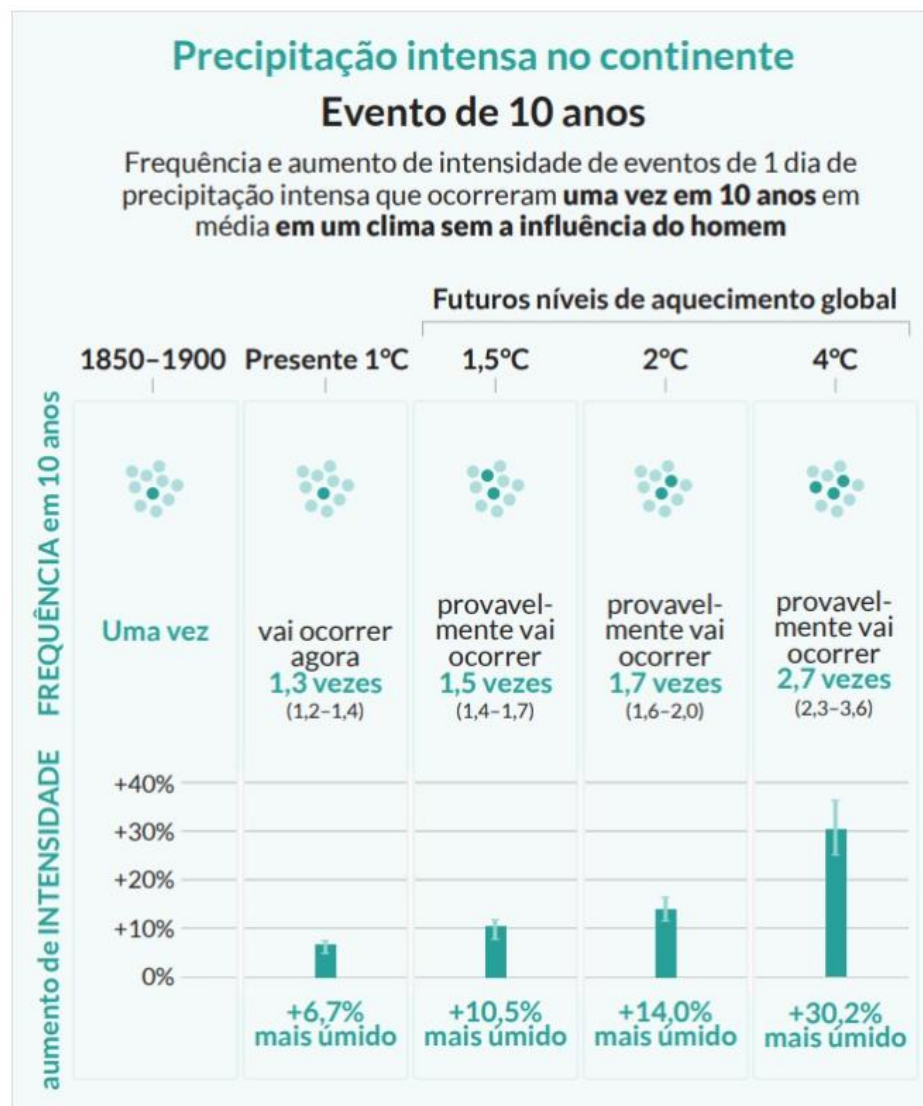 Precipitação intensa no continente
Evento de 10 anos
Frequência e aumento de intensidade de eventos de 1 dia de
precipitação intensa que ocorreram uma vez em 10 anos em
média em um clima sem a influência do homem
Futuros níveis de aquecimento global
1850–1900 Presente 1°C 1,5°C 2°C 4°C
FREQUÊNCIA em 10 anos
Uma vez
vai ocorrer
agora
1,3 vezes
(1,2–1,4)
provavel-
mente vai
ocorrer
1,5 vezes
(1,4–1,7)
provavel-
mente vai
ocorrer
1,7 vezes
(1,6–2,0)
provavel-
mente vai
ocorrer
2,7 vezes
(2,3–3,6)
aumento de INTENSIDADE
+40%
+30%
+20%
+10%
0%
+6,7%
mais úmido
+10,5%
mais úmido
+14,0%
mais úmido
+30,2%
mais úmido